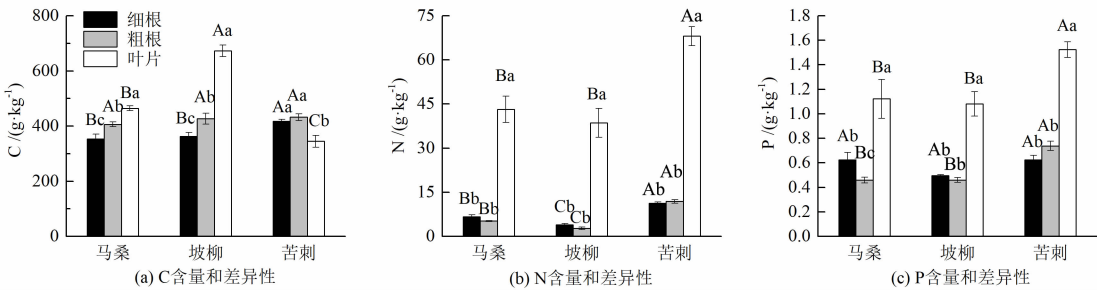 细根
粗根
叶片
C /(g·kg⁻¹)
800
600
400
200
0
Bc
Ab
Ba
Bc
Ab
Aa
Aa
Aa
Cb
马桑
坡柳
苦刺
(a) C含量和差异性
N /(g·kg⁻¹)
75
60
45
30
15
0
Bb
Bb
Ba
Cb
Cb
Ba
Ab
Ab
Aa
马桑
坡柳
苦刺
(b) N含量和差异性
P /(g·kg⁻¹)
1.8
1.6
1.4
1.2
1.0
0.8
0.6
0.4
0.2
0.0
Ab
Bc
Ba
Ab
Bb
Ba
Ab
Ab
Aa
马桑
坡柳
苦刺
(c) P含量和差异性